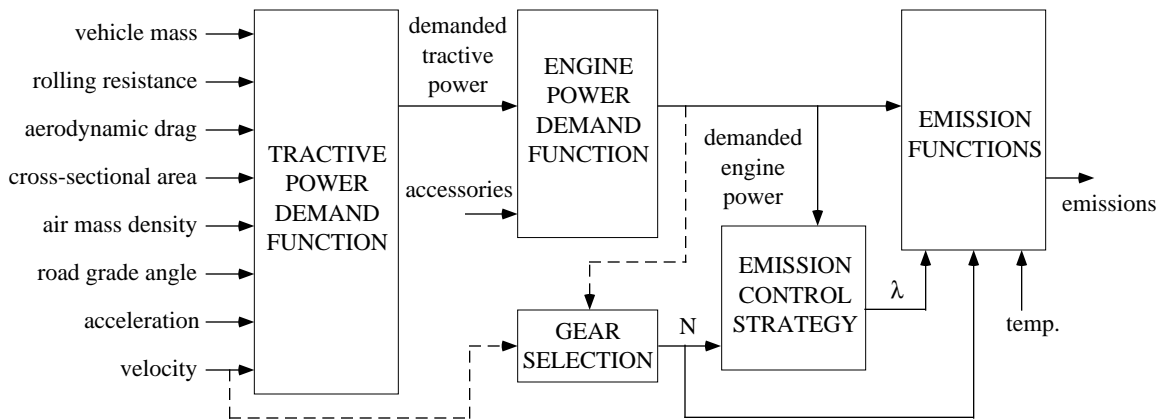 vehicle mass
rolling resistance
aerodynamic drag
cross-sectional area
air mass density
road grade angle
acceleration
velocity
TRACTIVE
POWER
DEMAND
FUNCTION
demanded
tractive
power
accessories
ENGINE
POWER
DEMAND
FUNCTION
GEAR
SELECTION
N
demanded
engine
power
EMISSION
CONTROL
STRATEGY
λ
EMISSION
FUNCTIONS
temp.
emissions